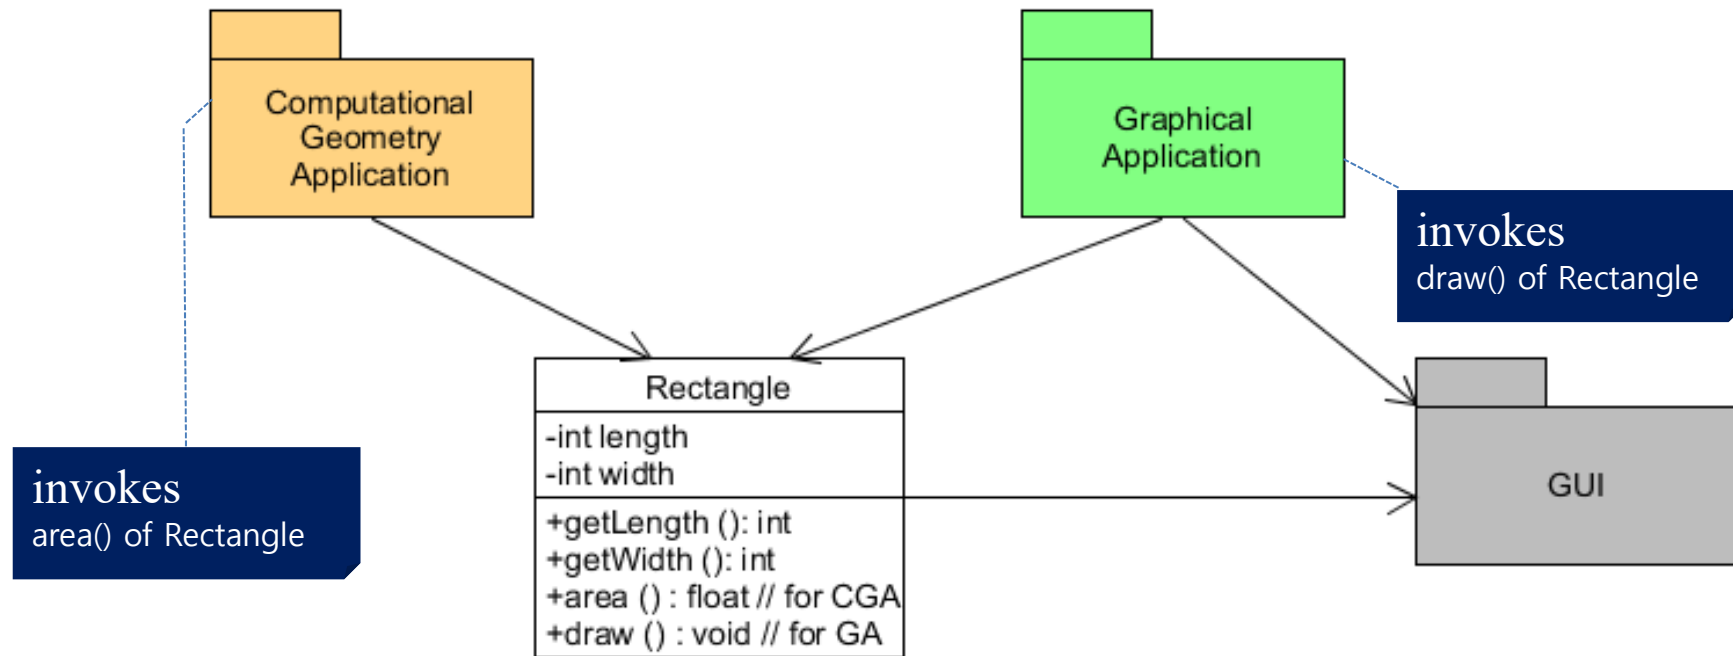 Computational
Geometry
Application
Graphical
Application
invokes
draw() of Rectangle
Rectangle
-int length
-int width
+getLength (): int
+getWidth (): int
+area () : float // for CGA
+draw () : void // for GA
GUI
invokes
area() of Rectangle